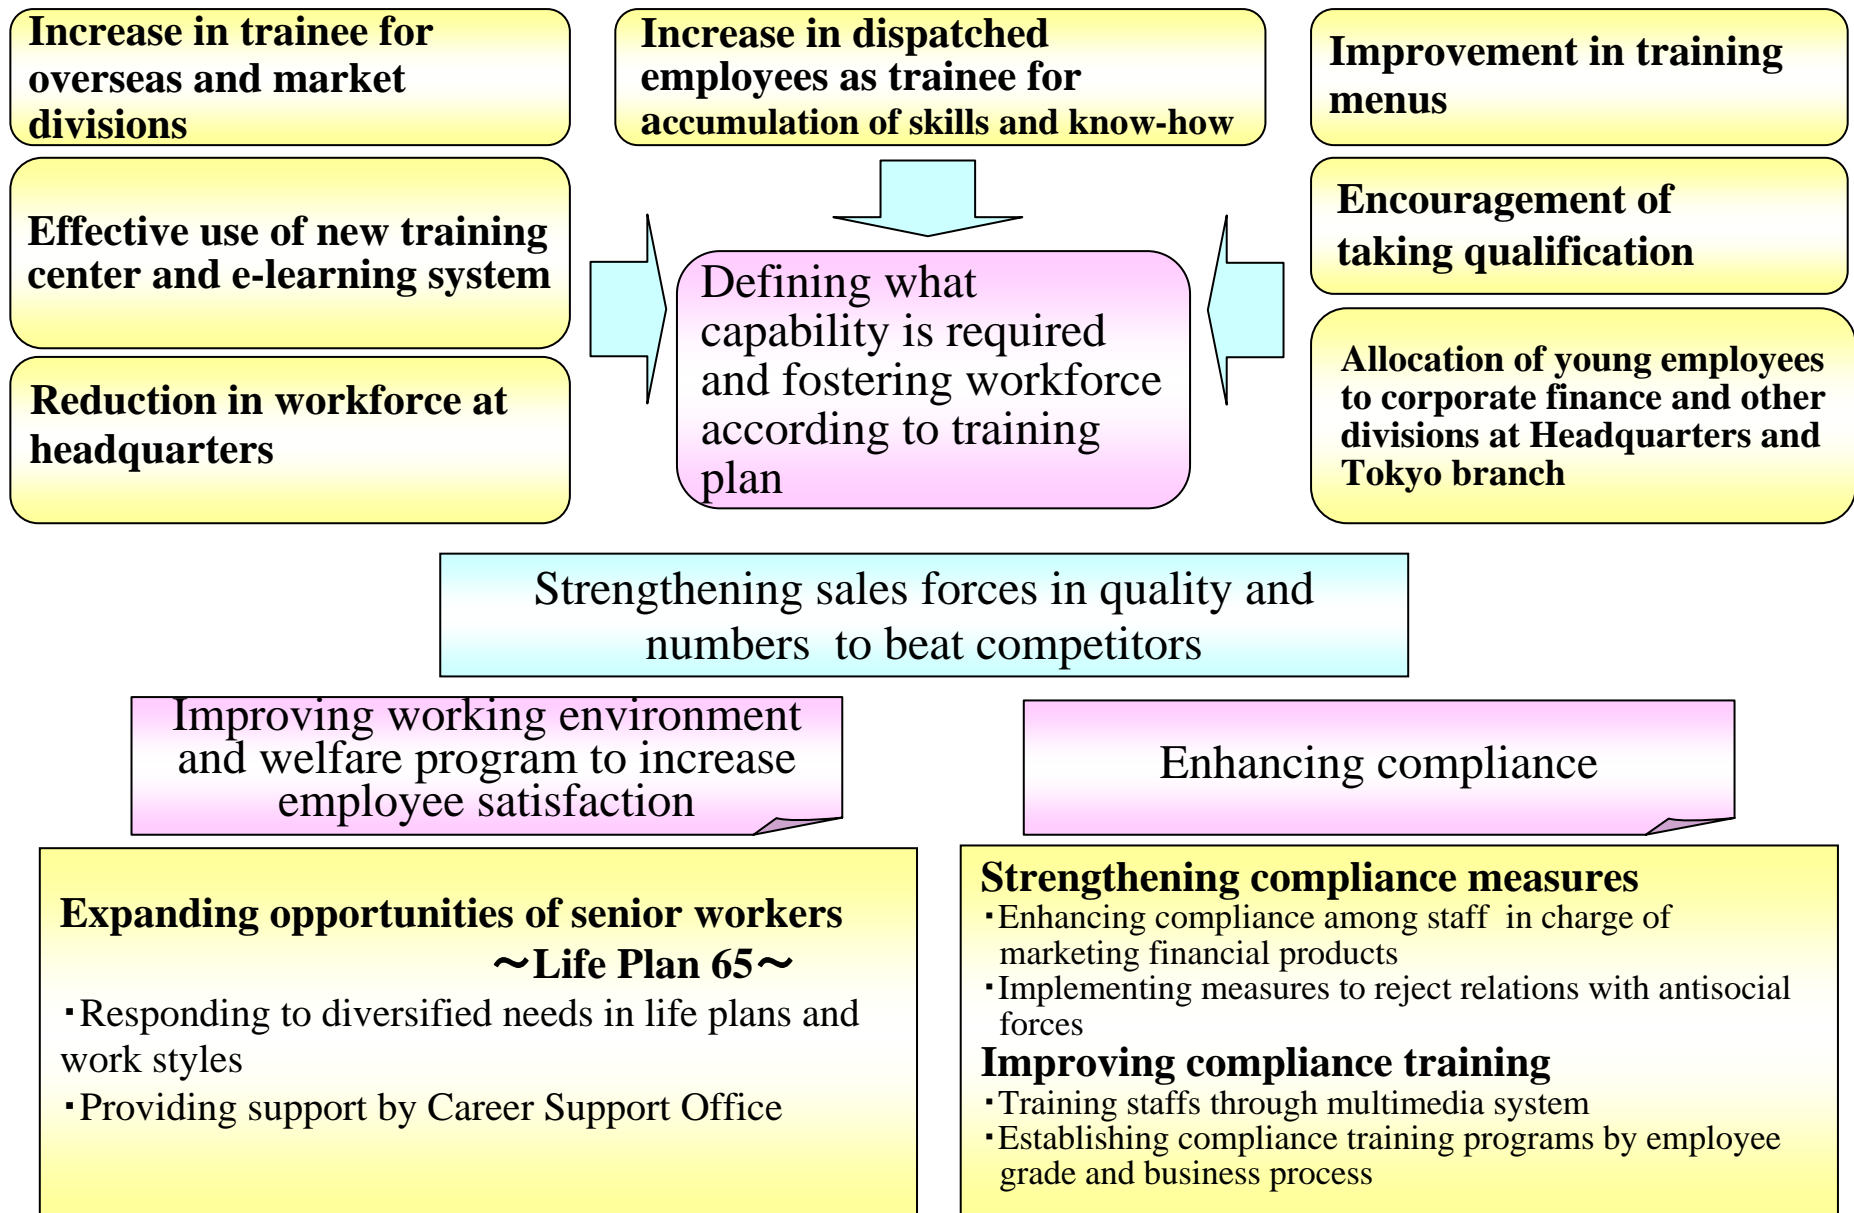 Increase in trainee for
overseas and market
divisions
Increase in dispatched
employees as trainee for
accumulation of skills and know-how
Improvement in training
menus
Effective use of new training
center and e-learning system
Encouragement of
taking qualification
Defining what
capability is required
and fostering workforce
according to training
plan
Reduction in workforce at
headquarters
Allocation of young employees
to corporate finance and other
divisions at Headquarters and
Tokyo branch
Strengthening sales forces in quality and
numbers to beat competitors
Improving working environment
and welfare program to increase
employee satisfaction
Enhancing compliance
Expanding opportunities of senior workers
～Life Plan 65～
･Responding to diversified needs in life plans and
work styles
･Providing support by Career Support Office
Strengthening compliance measures
･Enhancing compliance among staff in charge of
marketing financial products
･Implementing measures to reject relations with antisocial
forces
Improving compliance training
･Training staffs through multimedia system
･Establishing compliance training programs by employee
grade and business process